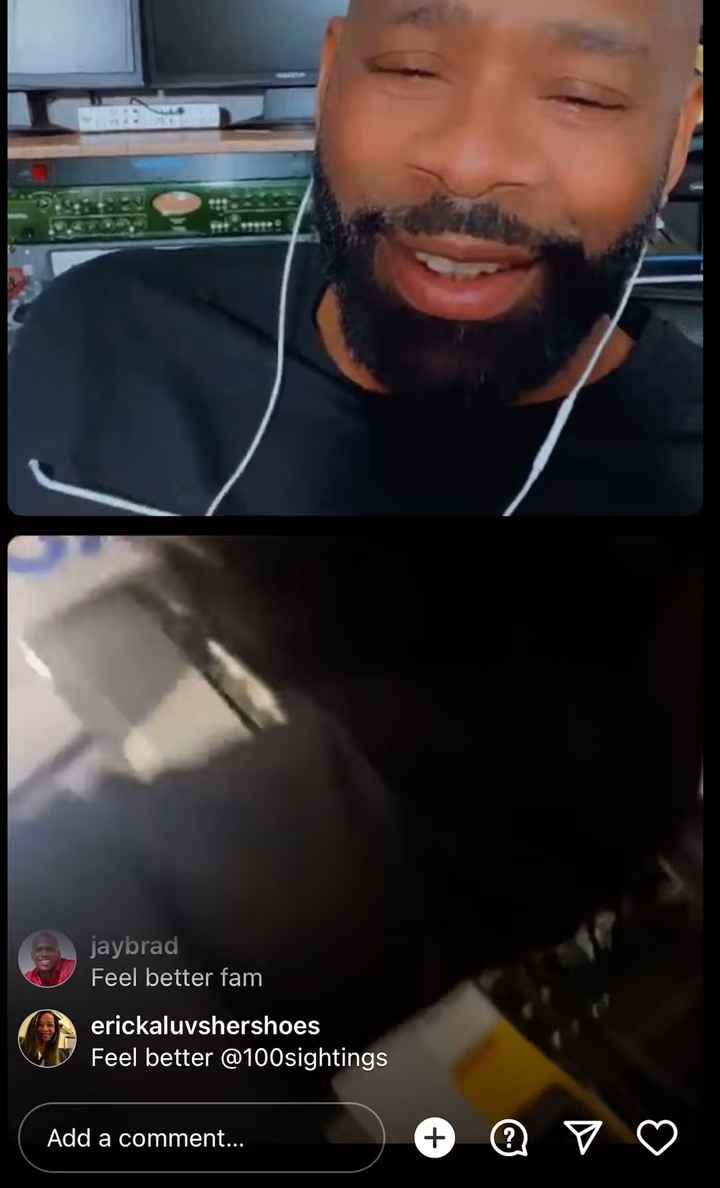 jaybrad
Feel better fam
erickaluvshershoes
Feel better @100sightings
Add a comment...